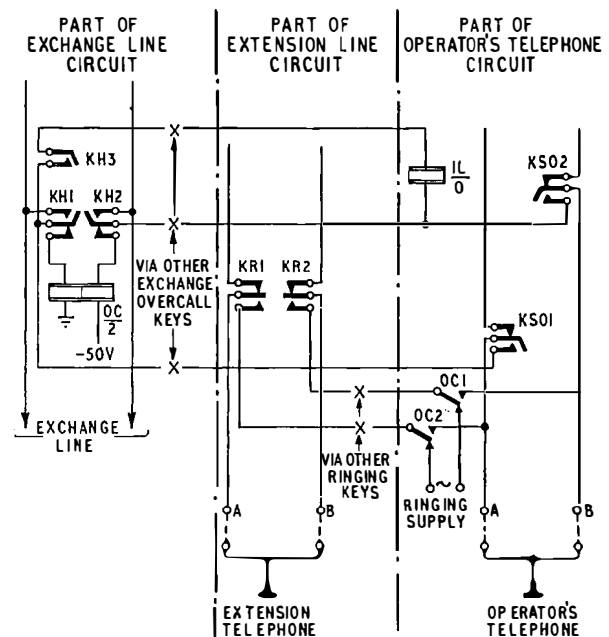 PART OF
EXCHANGE LINE
CIRCUIT
PART OF
EXTENSION LINE
CIRCUIT
PART OF
OPERATOR'S TELEPHONE
CIRCUIT
X
KH3
IL
O
KSO2
KH1
KH2
X
VIA OTHER
EXCHANGE
OVERCALL
KEYS
KR1
KR2
OC
2
-50V
KSO1
X
OC1
X
OC2
X
EXCHANGE
LINE
VIA OTHER
RINGING
KEYS
~
RINGING
SUPPLY
A
B
A
B
EXTENSION
TELEPHONE
OPERATOR'S
TELEPHONE